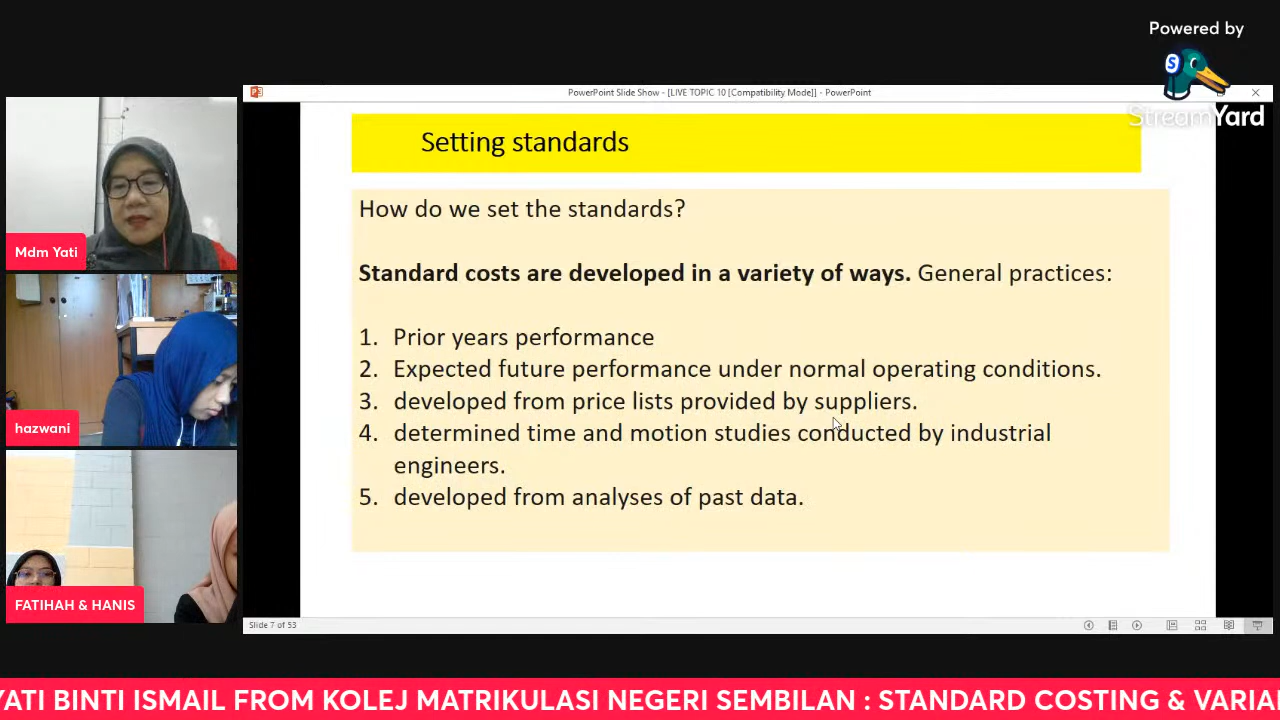 Powered by
S
StreamYard
PowerPoint Slide Show - [LIVE TOPIC 10 [Compatibility Mode]] - PowerPoint
Setting standards
How do we set the standards?
Standard costs are developed in a variety of ways. General practices:
1. Prior years performance
2. Expected future performance under normal operating conditions.
3. developed from price lists provided by suppliers.
4. determined time and motion studies conducted by industrial
engineers.
5. developed from analyses of past data.
Mdm Yati
hazwani
FATIHAH & HANIS
Slide 7 of 53
YATI BINTI ISMAIL FROM KOLEJ MATRIKULASI NEGERI SEMBILAN : STANDARD COSTING &